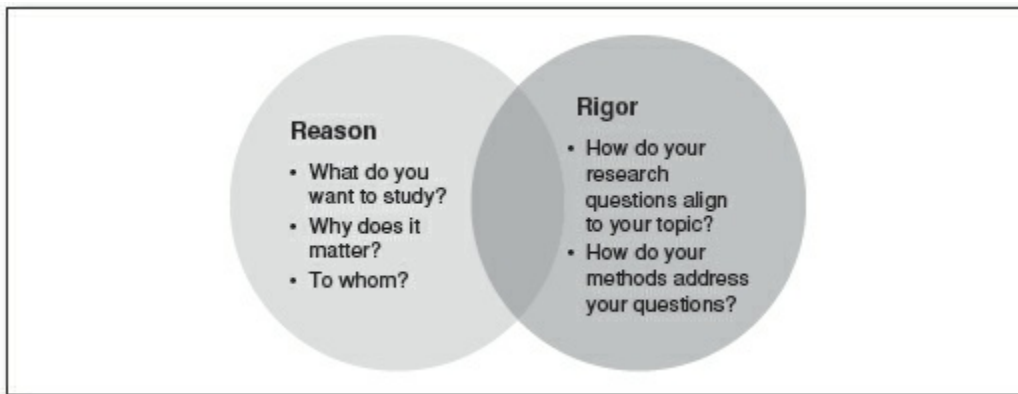 Reason
• What do you
want to study?
• Why does it
matter?
• To whom?
Rigor
• How do your
research
questions align
to your topic?
• How do your
methods address
your questions?